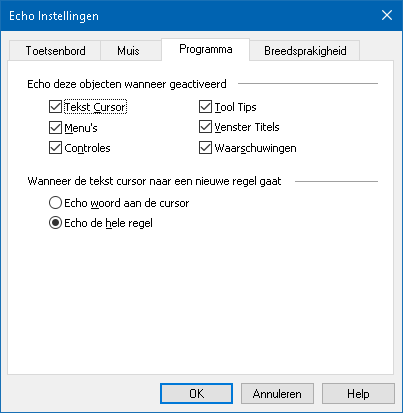 Echo Instellingen
Toetsenbord Muis Programma Breedsprakigheid
Echo deze objecten wanneer geactiveerd
Tekst Cursor Tool Tips
Menu's Venster Titels
Controles Waarschuwingen
Wanneer de tekst cursor naar een nieuwe regel gaat
Echo woord aan de cursor
Echo de hele regel
OK Annuleren Help